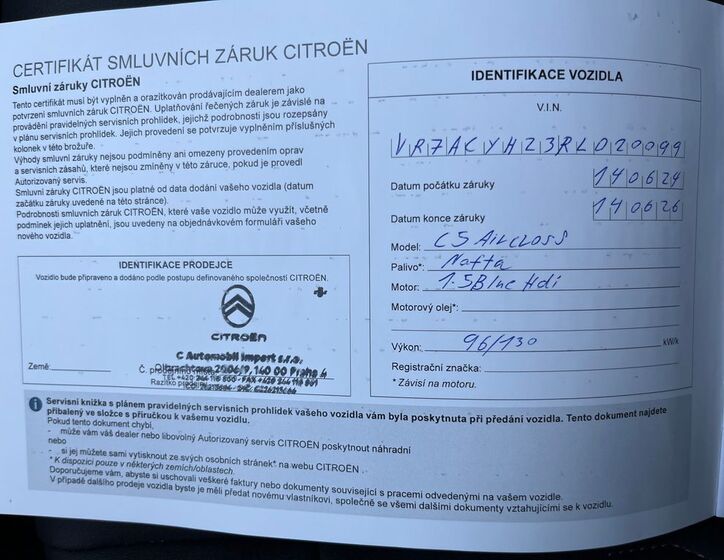 CERTIFIKÁT SMLUVNÍCH ZÁRUK CITROËN
Smluvní záruky CITROËN
Tento certifikát musí být vyplněn a orazítkován prodávajícím dealerem jako
potvrzení smluvních záruk CITROËN. Uplatňování řečených záruk je závislé na
provádění pravidelných servisních prohlídek, jejichž podrobnosti jsou rozepsány
v plánu servisních prohlídek. Jejich provedení se potvrzuje vyplněním příslušných
kolonek v této brožuře.
Výhody smluvní záruky nejsou podmíněny ani omezeny provedením oprav
a servisních zásahů, které nejsou zmíněny v této záruce, pokud je provedl
Autorizovaný servis.
Smluvní záruky CITROËN jsou platné od data dodání vašeho vozidla (datum
začátku záruky uvedené na této stránce).
Podrobnosti smluvních záruk CITROËN, které vaše vozidlo může využít, včetně
podmínek jejich uplatnění, jsou uvedeny na objednávkovém formuláři vašeho
nového vozidla.
IDENTIFIKACE PRODEJCE
Vozidlo bude připraveno a dodáno podle postupu definovaného společností CITROËN.
CITROËN
C Automobil Import s.r.o.
Olbrachtova 2006/9, 140 00 Praha 4
Země:
IDENTIFIKACE VOZIDLA
V.I.N.
VR7ACYHZ3RL020099
Datum počátku záruky 140624
Datum konce záruky 140626
Model: C5 Aircross
Palivo*: Nafta
Motor: 1.5 Blue Hdi
Motorový olej*:
Výkon: 96/130 kW/k
Registrační značka:
* Závisí na motoru.
Servisní knížka s plánem pravidelných servisních prohlídek vašeho vozidla vám byla poskytnuta při předání vozidla. Tento dokument najdete
přibalený ve složce s příručkou k vašemu vozidlu.
Pokud tento dokument chybí,
- může vám váš dealer nebo libovolný Autorizovaný servis CITROËN poskytnout náhradní
nebo
- si jej můžete sami vytisknout ze svých osobních stránek* na webu CITROËN .
* K dispozici pouze v některých zemích/oblastech.
Doporučujeme vám, abyste si uschovali veškeré faktury nebo dokumenty související s pracemi odvedenými na vašem vozidle.
V případě dalšího prodeje vozidla byste je měli předat novému vlastníkovi, společně se všemi dalšími dokumenty vztahujícími se k vozidlu.